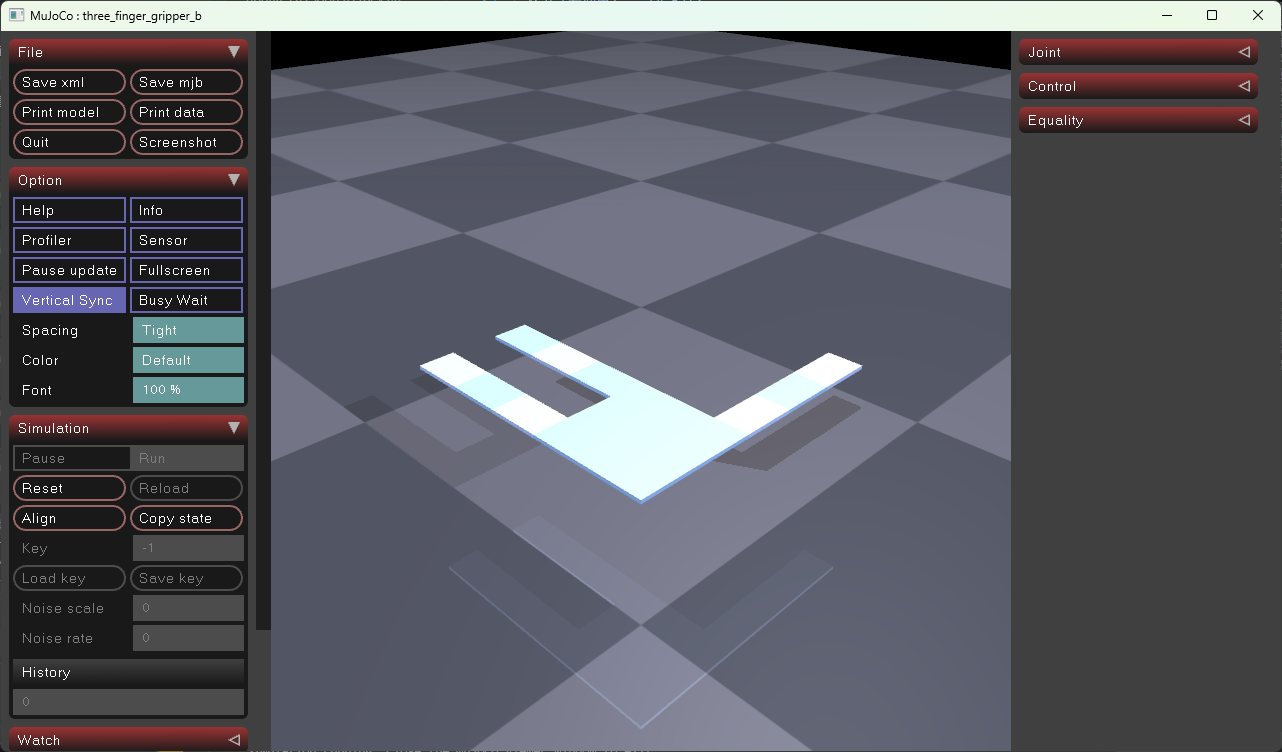 MuJoCo : three_finger_gripper_b
File
Save xml Save mjb
Print model Print data
Quit Screenshot
Option
Help Info
Profiler Sensor
Pause update Fullscreen
Vertical Sync Busy Wait
Spacing Tight
Color Default
Font 100 %
Simulation
Pause Run
Reset Reload
Align Copy state
Key -1
Load key Save key
Noise scale 0
Noise rate 0
History
0
Watch
Joint
Control
Equality